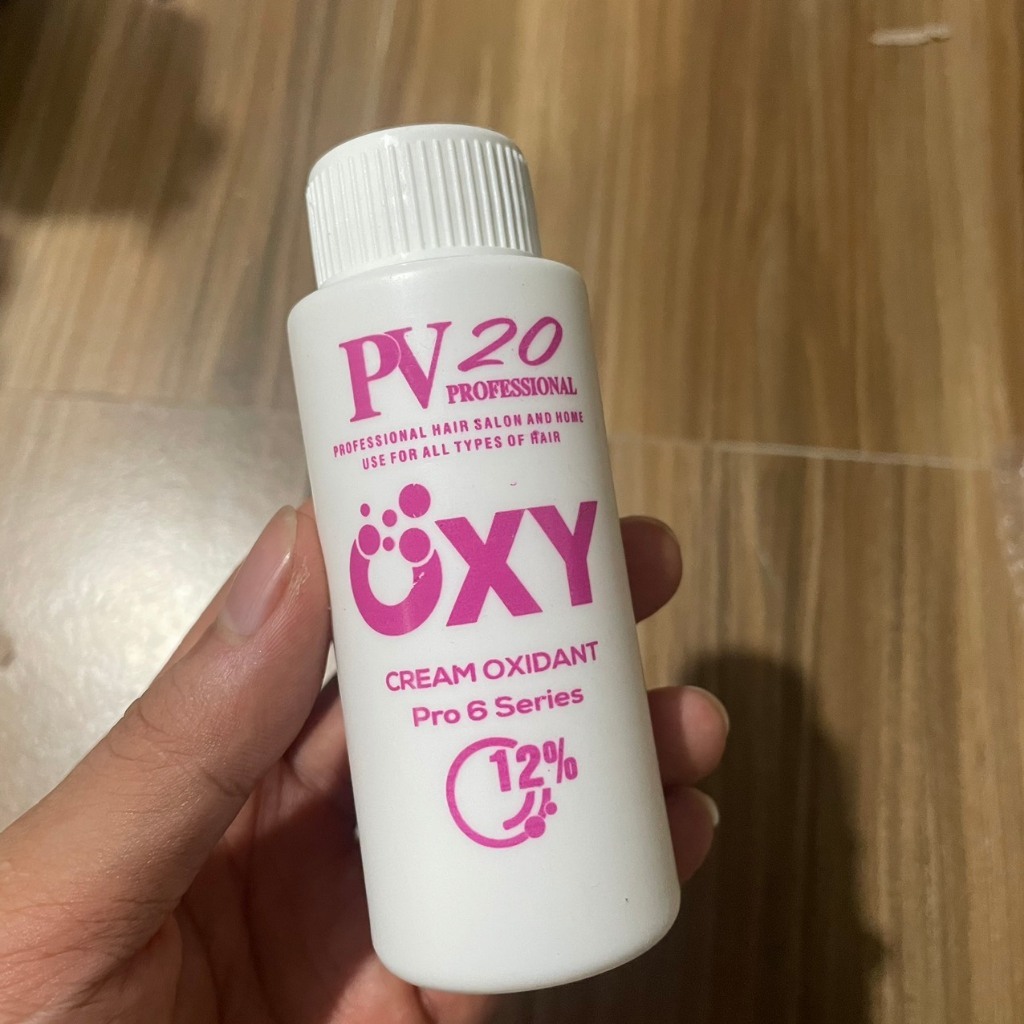 PV 20
PROFESSIONAL
PROFESSIONAL HAIR SALON AND HOME
USE FOR ALL TYPES OF HAIR
OXY
CREAM OXIDANT
Pro 6 Series
12%